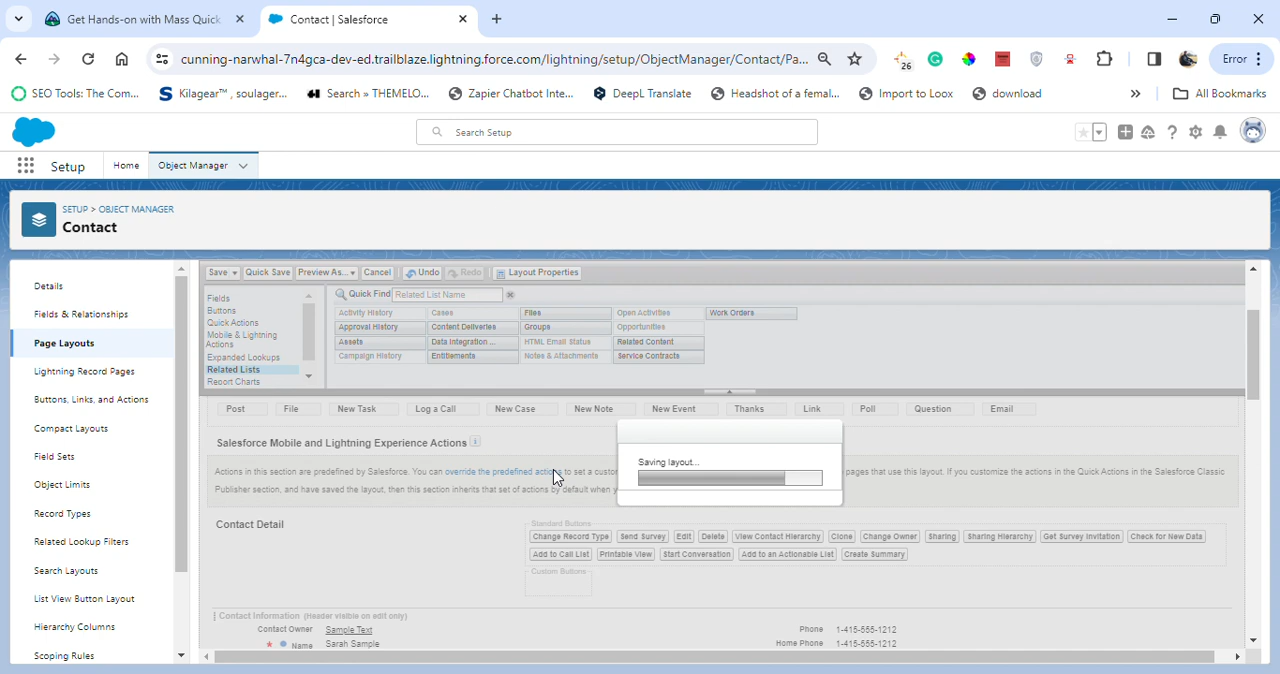 Get Hands-on with Mass Quick
Contact | Salesforce
cunning-narwhal-7n4gca-dev-ed.trailblaze.lightning.force.com/lightning/setup/ObjectManager/Contact/Pa...
26
Error
SEO Tools: The Com...
Kilagear™ , soulager...
Search » THEMELO...
Zapier Chatbot Inte...
DeepL Translate
Headshot of a femal...
Import to Loox
download
»
All Bookmarks
Search Setup
Setup
Home
Object Manager
SETUP > OBJECT MANAGER
Contact
Details
Fields & Relationships
Page Layouts
Lightning Record Pages
Buttons, Links, and Actions
Compact Layouts
Field Sets
Object Limits
Record Types
Related Lookup Filters
Search Layouts
List View Button Layout
Hierarchy Columns
Scoping Rules
Save
Quick Save
Preview As...
Cancel
Undo
Redo
Layout Properties
Fields
Buttons
Quick Actions
Mobile & Lightning
Actions
Expanded Lookups
Related Lists
Report Charts
Quick Find
Related List Name
Activity History
Cases
Files
Open Activities
Work Orders
Approval History
Content Deliveries
Groups
Opportunities
Assets
Data Integration ...
HTML Email Status
Related Content
Campaign History
Entitlements
Notes & Attachments
Service Contracts
Post
File
New Task
Log a Call
New Case
New Note
New Event
Thanks
Link
Poll
Question
Email
Salesforce Mobile and Lightning Experience Actions
Actions in this section are predefined by Salesforce. You can override the predefined actions to set a custom
pages that use this layout. If you customize the actions in the Quick Actions in the Salesforce Classic
Publisher section, and have saved the layout, then this section inherits that set of actions by default when
Saving layout...
Contact Detail
Standard Buttons
Change Record Type
Send Survey
Edit
Delete
View Contact Hierarchy
Clone
Change Owner
Sharing
Sharing Hierarchy
Get Survey Invitation
Check for New Data
Add to Call List
Printable View
Start Conversation
Add to an Actionable List
Create Summary
Custom Buttons
Contact Information (Header visible on edit only)
Contact Owner
Sample Text
Phone
1-415-555-1212
* Name
Sarah Sample
Home Phone
1-415-555-1212